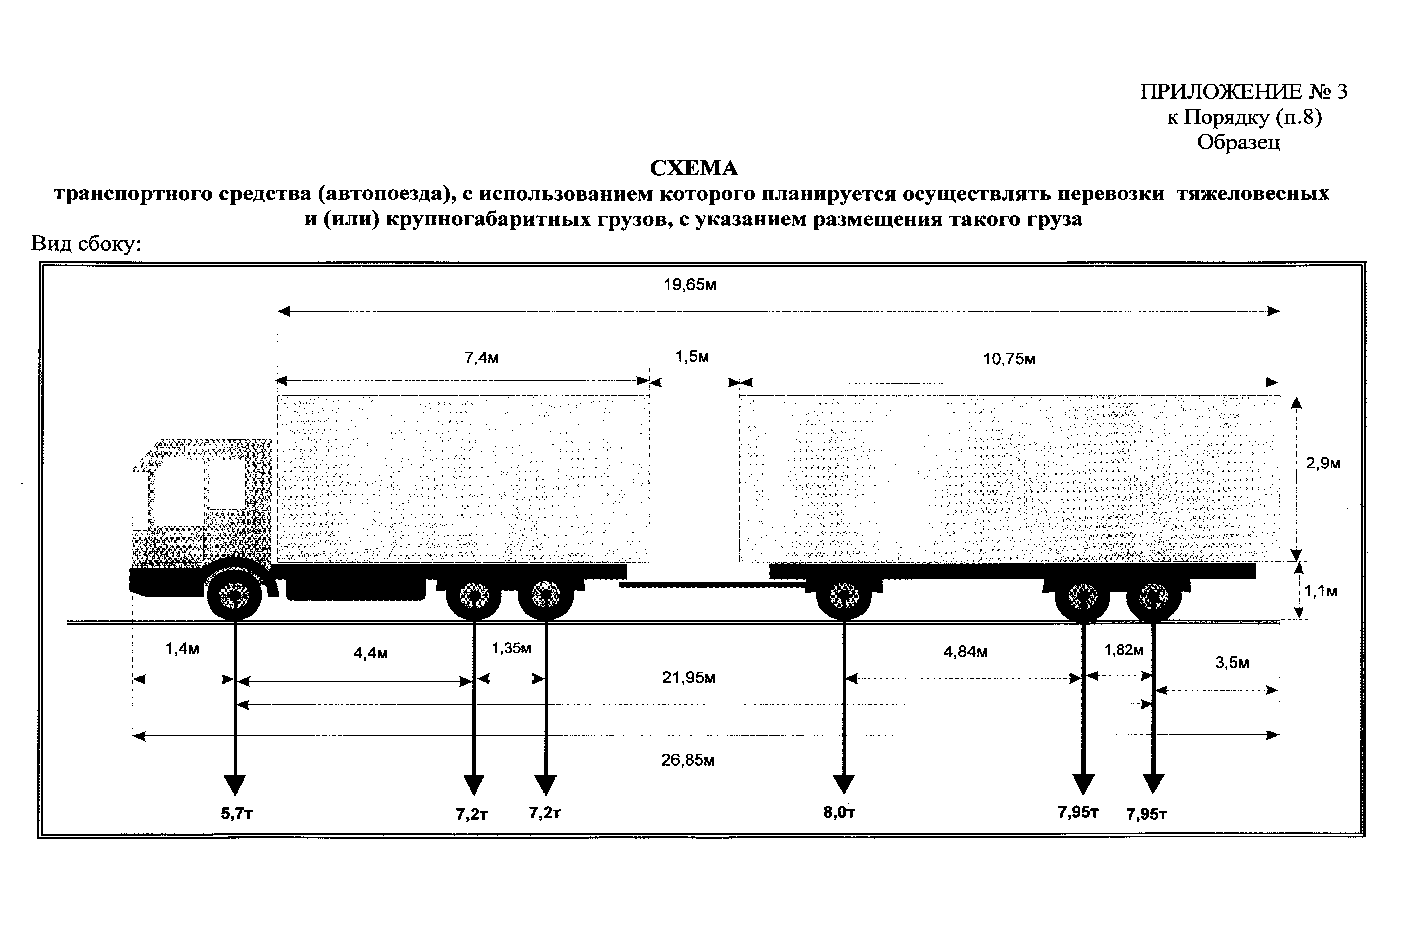 ПРИЛОЖЕНИЕ № 3
к Порядку (п.8)
Образец
СХЕМА
транспортного средства (автопоезда), с использованием которого планируется осуществлять перевозки тяжеловесных
и (или) крупногабаритных грузов, с указанием размещения такого груза
Вид сбоку:
19,65м
7,4м 1,5м 10,75м
2,9м
1,1м
1,4м 4,4м 1,35м 4,84м 1,82м 3,5м
21,95м
26,85м
5,7т 7,2т 7,2т 8,0т 7,95т 7,95т